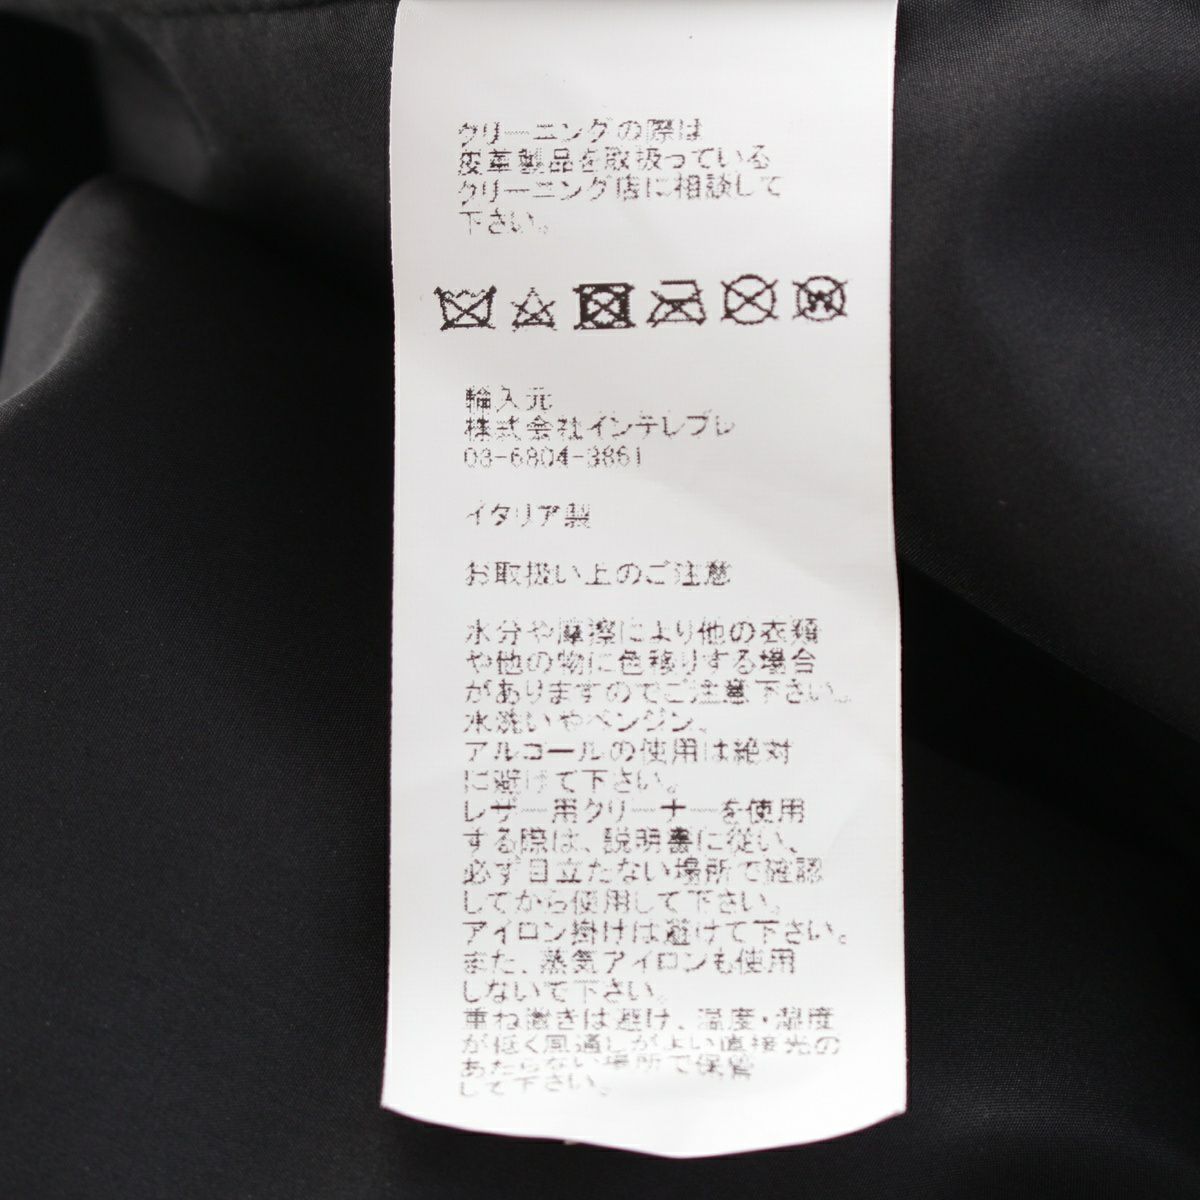 クリーニングの際は
皮革製品を取扱っている
クリーニング店に相談して
下さい。
W
輸入元
株式会社インテレプレ
03-6804-3861
イタリア製
お取扱い上のご注意
水分や摩擦により他の衣類
や他の物に色移りする場合
がありますのでご注意下さい。
水洗いやベンジン、
アルコールの使用は絶対
に避けて下さい。
レザー用クリーナーを使用
する際は、説明書に従い、
必ず目立たない場所で確認
してから使用して下さい。
アイロン掛けは避けて下さい。
また、蒸気アイロンも使用
しないで下さい。
重ね置きは避け、温度・湿度
が低く風通しがよい直接光の
あたらない場所で保管
して下さい。